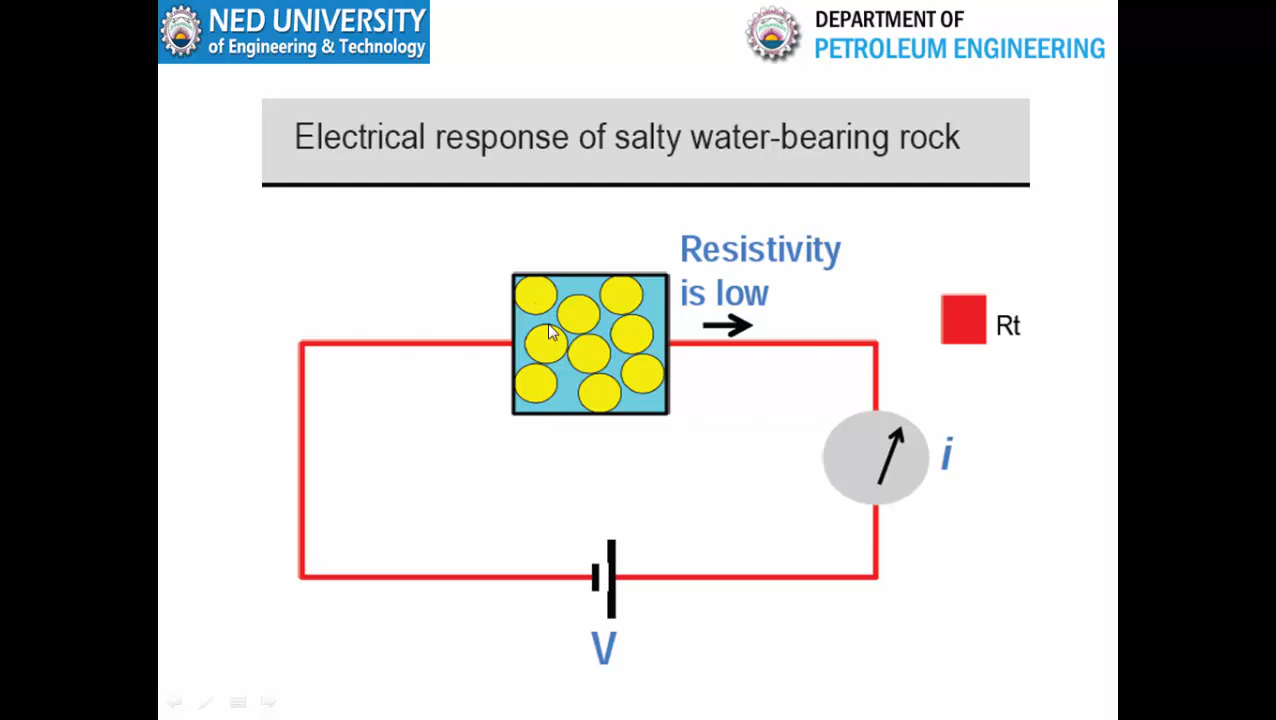 NED UNIVERSITY
of Engineering & Technology
DEPARTMENT OF
PETROLEUM ENGINEERING
Electrical response of salty water-bearing rock
Resistivity
is low
Rt
i
V